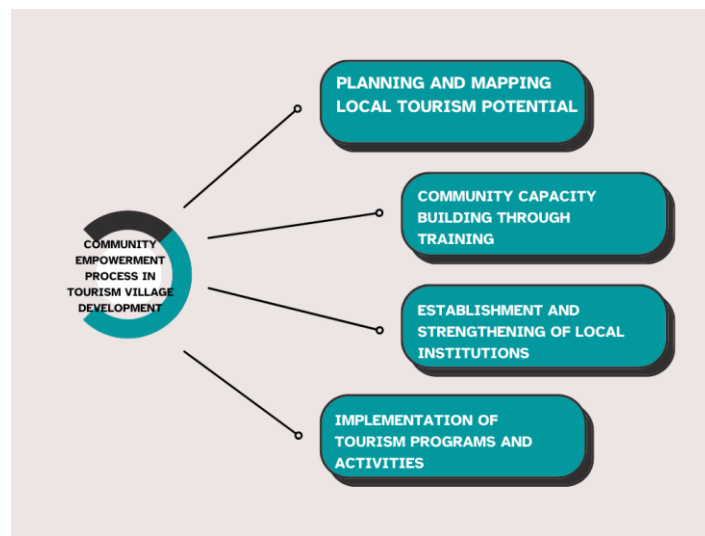 COMMUNITY
EMPOWERMENT
PROCESS IN
TOURISM VILLAGE
DEVELOPMENT
PLANNING AND MAPPING
LOCAL TOURISM POTENTIAL
COMMUNITY CAPACITY
BUILDING THROUGH
TRAINING
ESTABLISHMENT AND
STRENGTHENING OF LOCAL
INSTITUTIONS
IMPLEMENTATION OF
TOURISM PROGRAMS AND
ACTIVITIES